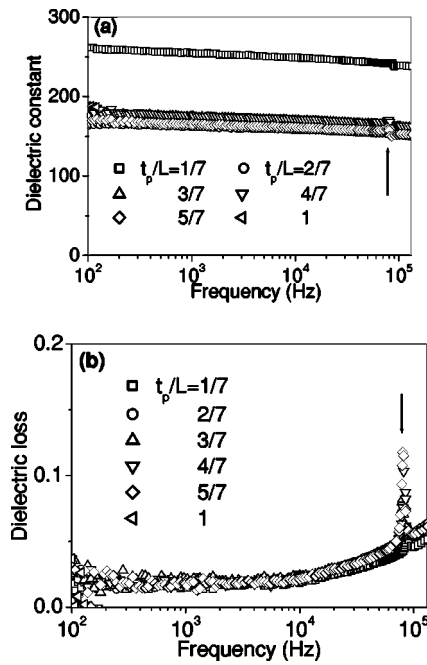 (a)
300
250
200
150
100
0
Dielectric constant
t_p/L=1/7 t_p/L=2/7
3/7 4/7
5/7 1
10^2 10^3 10^4 10^5
Frequency (Hz)
(b)
0.2
0.1
0.0
Dielectric loss
t_p/L=1/7
2/7
3/7
4/7
5/7
1
10^2 10^3 10^4 10^5
Frequency (Hz)